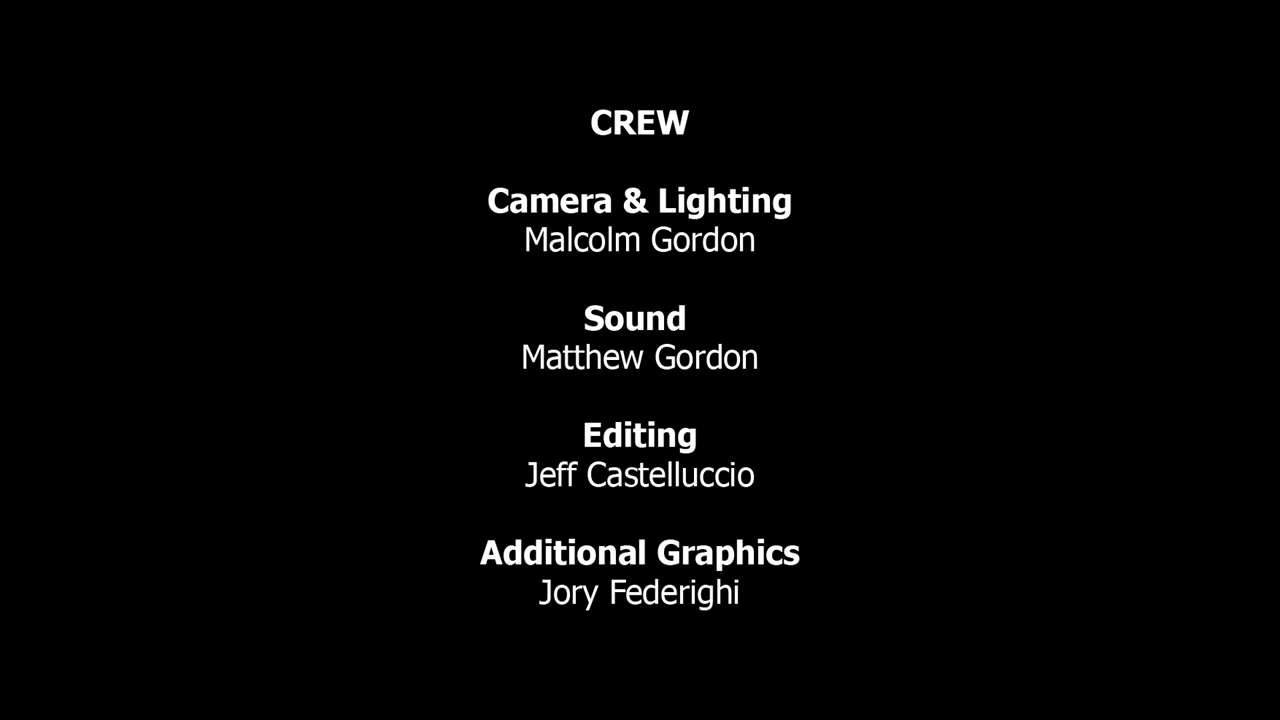 CREW
Camera & Lighting
Malcolm Gordon
Sound
Matthew Gordon
Editing
Jeff Castelluccio
Additional Graphics
Jory Federighi